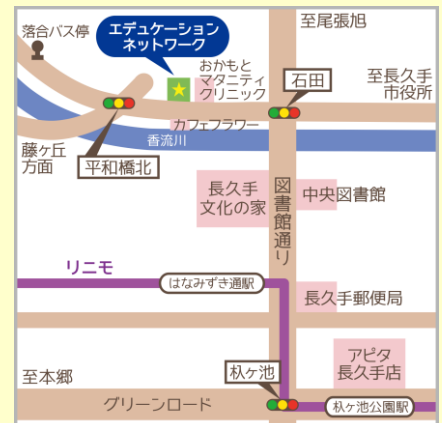 至尾張旭
落合バス停
エデュケーション
ネットワーク
おかもと
マタニティ
クリニック
石田
至長久手
市役所
カフェフラワー
香流川
藤ヶ丘
方面
平和橋北
長久手
文化の家
図書館通り
中央図書館
リニモ
はなみずき通駅
長久手郵便局
アピタ
長久手店
至本郷
杁ヶ池
グリーンロード
杁ヶ池公園駅